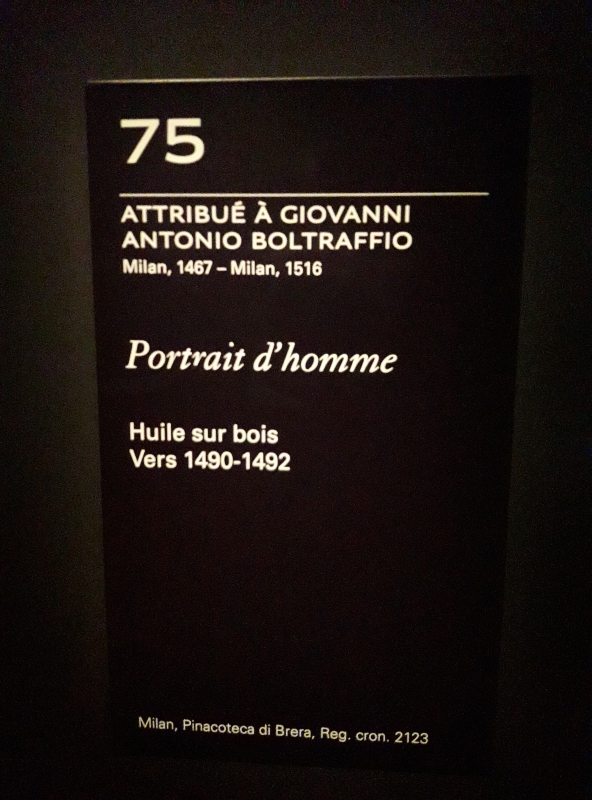 75
ATTRIBUÉ À GIOVANNI
ANTONIO BOLTRAFFIO
Milan, 1467 – Milan, 1516
Portrait d'homme
Huile sur bois
Vers 1490-1492
Milan, Pinacoteca di Brera, Reg. cron. 2123